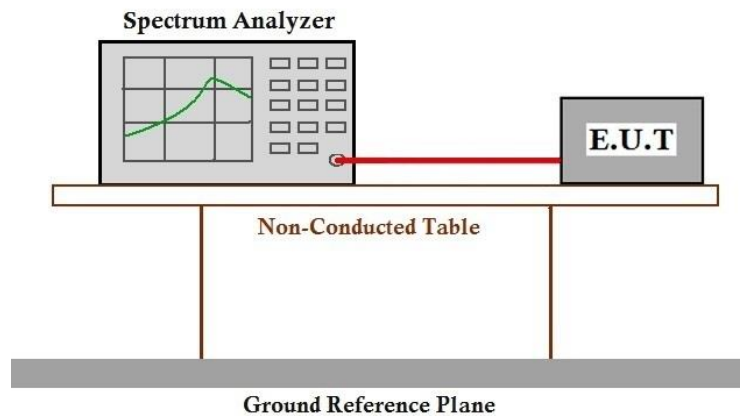 Spectrum Analyzer
E.U.T
Non-Conducted Table
Ground Reference Plane